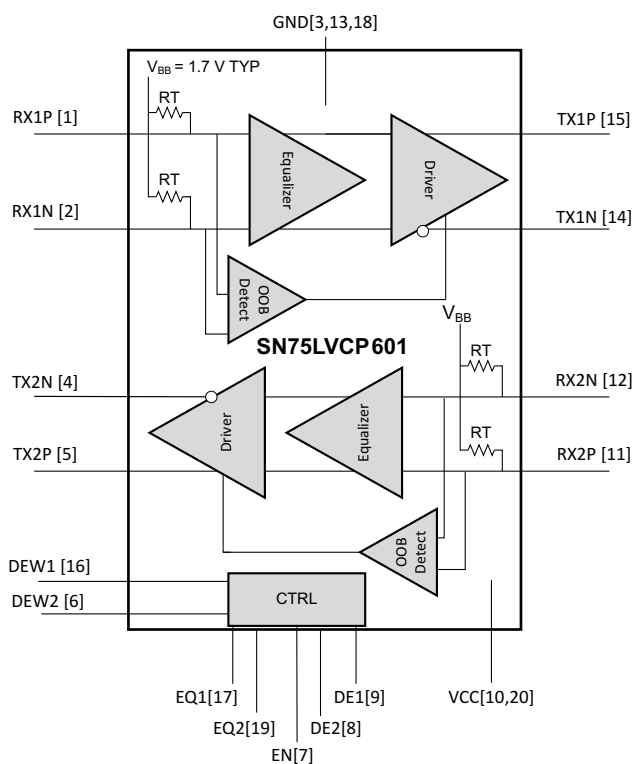 GND[3,13,18]
VBB = 1.7 V TYP
RT
RX1P [1]
TX1P [15]
Equalizer
Driver
RT
RX1N [2]
TX1N [14]
OOB
Detect
VBB
SN75LVCP601
RT
TX2N [4]
RX2N [12]
Driver
Equalizer
RT
TX2P [5]
RX2P [11]
OOB
Detect
DEW1 [16]
CTRL
DEW2 [6]
EQ1[17]
DE1[9]
VCC[10,20]
EQ2[19]
DE2[8]
EN[7]